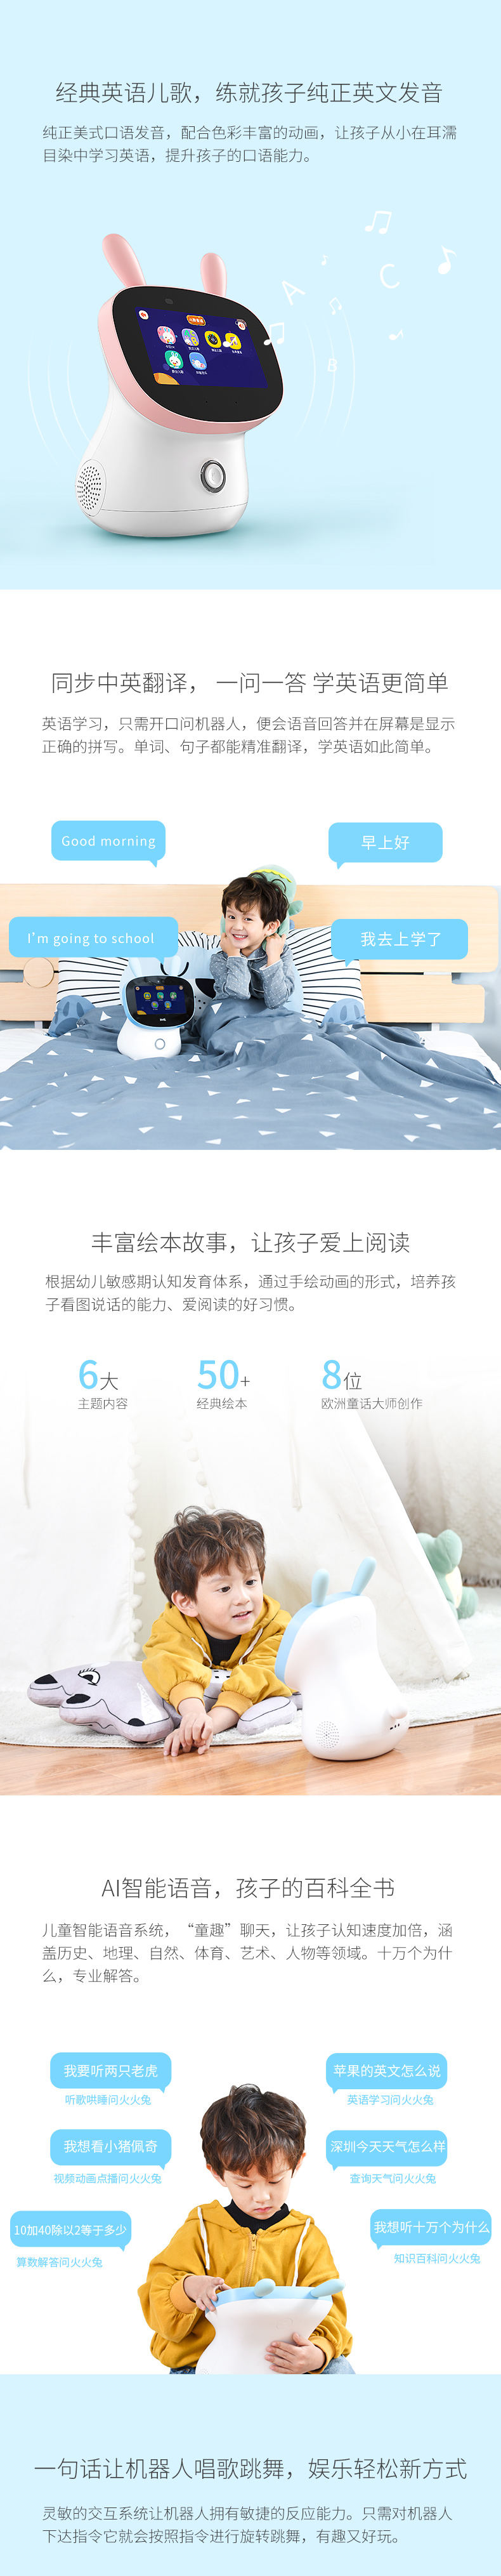 经典英语儿歌，练就孩子纯正英文发音
纯正美式口语发音，配合色彩丰富的动画，让孩子从小在耳濡
目染中学习英语，提升孩子的口语能力。
A
C
B
同步中英翻译， 一问一答 学英语更简单
英语学习，只需开口问机器人，便会语音回答并在屏幕是显示
正确的拼写。单词、句子都能精准翻译，学英语如此简单。
Good morning
早上好
I'm going to school
我去上学了
丰富绘本故事，让孩子爱上阅读
根据幼儿敏感期认知发育体系，通过手绘动画的形式，培养孩
子看图说话的能力、爱阅读的好习惯。
6大
主题内容
50+
经典绘本
8位
欧洲童话大师创作
AI智能语音，孩子的百科全书
儿童智能语音系统，“童趣”聊天，让孩子认知速度加倍，涵
盖历史、地理、自然、体育、艺术、人物等领域。十万个为什
么，专业解答。
我要听两只老虎
听歌哄睡问火火兔
苹果的英文怎么说
英语学习问火火兔
我想看小猪佩奇
视频动画点播问火火兔
深圳今天天气怎么样
查询天气问火火兔
10加40除以2等于多少
算数解答问火火兔
我想听十万个为什么
知识百科问火火兔
一句话让机器人唱歌跳舞，娱乐轻松新方式
灵敏的交互系统让机器人拥有敏捷的反应能力。只需对机器人
下达指令它就会按照指令进行旋转跳舞，有趣又好玩。